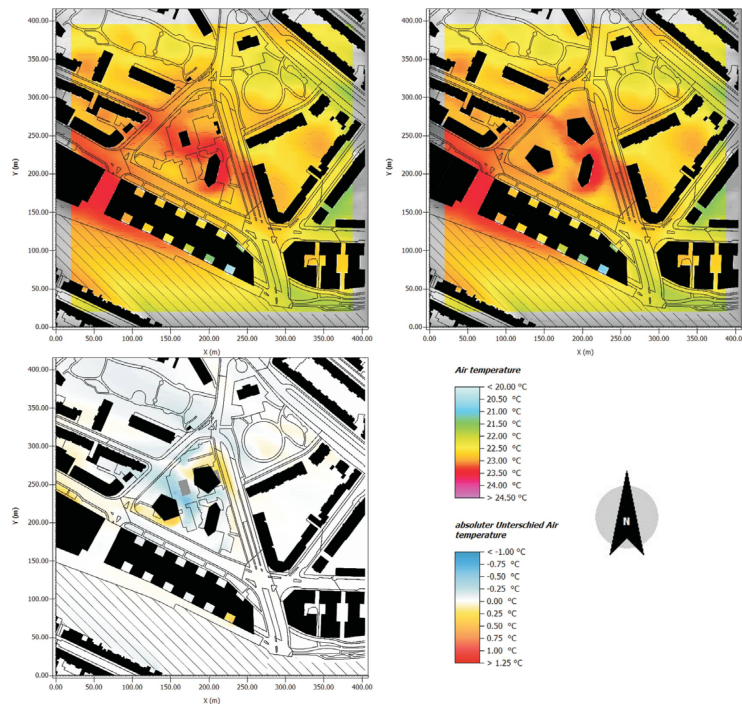 400.00
350.00
300.00
250.00
200.00
150.00
100.00
50.00
0.00
Y (m)
0.00 50.00 100.00 150.00 200.00 250.00 300.00 350.00 400.00
X (m)
400.00
350.00
300.00
250.00
200.00
150.00
100.00
50.00
0.00
Y (m)
0.00 50.00 100.00 150.00 200.00 250.00 300.00 350.00 400.00
X (m)
400.00
350.00
300.00
250.00
200.00
150.00
100.00
50.00
0.00
Y (m)
0.00 50.00 100.00 150.00 200.00 250.00 300.00 350.00 400.00
X (m)
Air temperature
< 20.00 °C
20.50 °C
21.00 °C
21.50 °C
22.00 °C
22.50 °C
23.00 °C
23.50 °C
24.00 °C
> 24.50 °C
absoluter Unterschied Air
temperature
< -1.00 °C
-0.75 °C
-0.50 °C
-0.25 °C
0.00 °C
0.25 °C
0.50 °C
0.75 °C
1.00 °C
> 1.25 °C
N